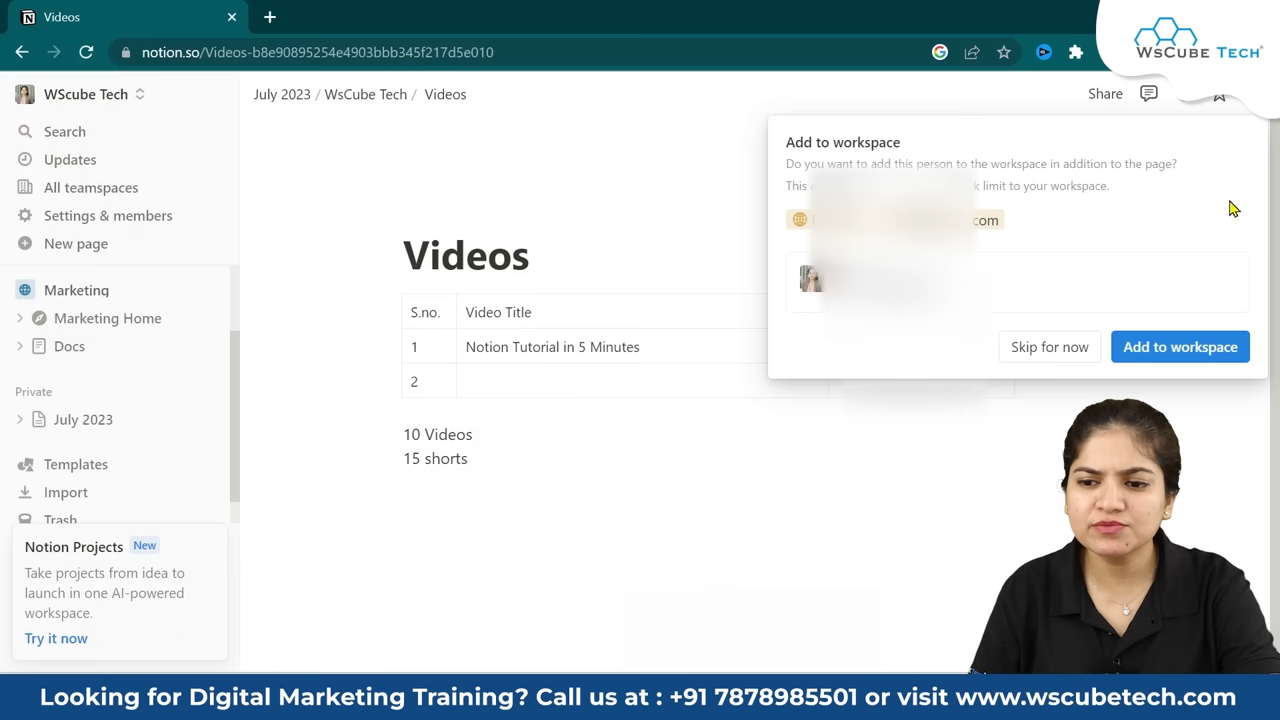 Videos
notion.so/Videos-b8e90895254e4903bbb345f217d5e010
WSCUBE TECH
WScube Tech
July 2023 / WsCube Tech / Videos
Share
Search
Updates
All teamspaces
Settings & members
New page
Marketing
Marketing Home
Docs
Private
July 2023
Templates
Import
Trash
Notion Projects New
Take projects from idea to
launch in one AI-powered
workspace.
Try it now
Videos
S.no. Video Title
1 Notion Tutorial in 5 Minutes
2
10 Videos
15 shorts
Add to workspace
Do you want to add this person to the workspace in addition to the page?
This limit to your workspace.
com
Skip for now
Add to workspace
Looking for Digital Marketing Training? Call us at : +91 7878985501 or visit www.wscubetech.com